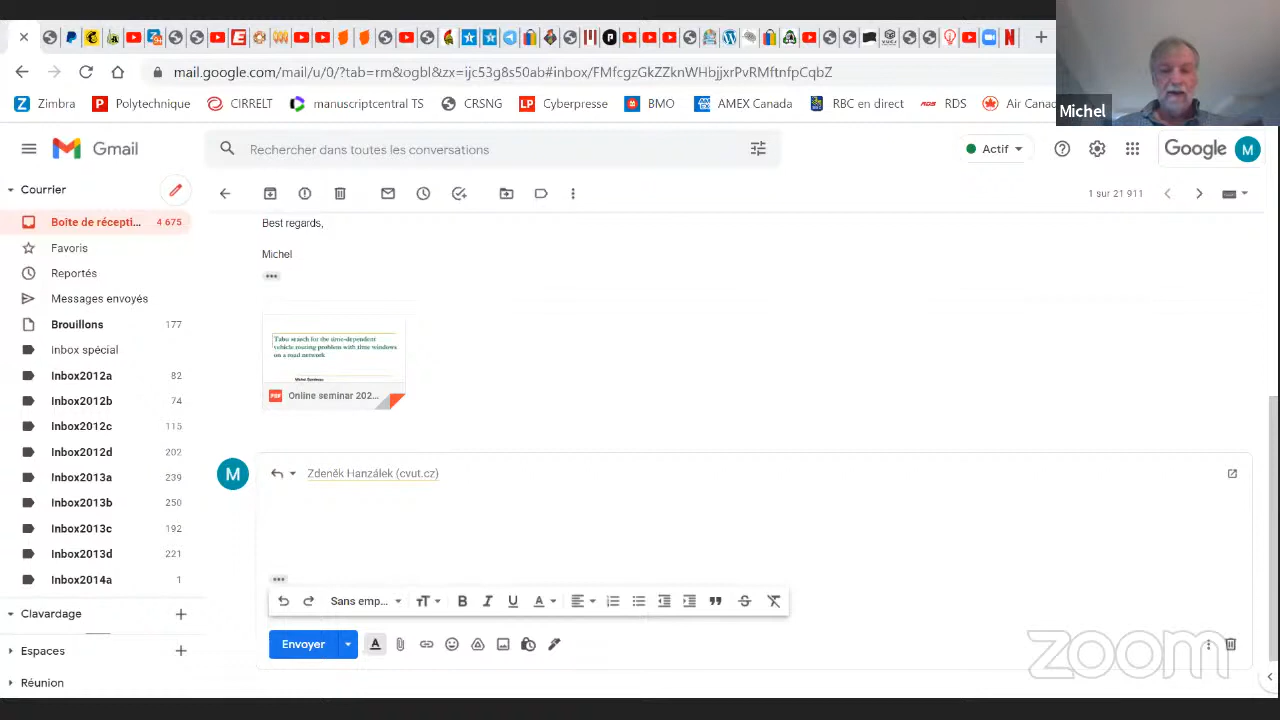 mail.google.com/mail/u/0/?tab=rm&ogbl&zx=ijc53g8s50ab#inbox/FMfcgzGkZZknWHbjjxrPvRMftnfpCqbZ
Zimbra Polytechnique CIRRELT manuscriptcentral TS CRSNG Cyberpresse BMO AMEX Canada RBC en direct RDS Air Cana
Michel
Gmail
Rechercher dans toutes les conversations
Actif
Google
M
Courrier
1 sur 21 911
Boîte de récepti... 4 675
Favoris
Reportés
Messages envoyés
Brouillons 177
Inbox spécial
Inbox2012a 82
Inbox2012b 74
Inbox2012c 115
Inbox2012d 202
Inbox2013a 239
Inbox2013b 250
Inbox2013c 192
Inbox2013d 221
Inbox2014a 1
Clavardage
Espaces
Réunion
Best regards,
Michel
Tabu search for the time-dependent
vehicle routing problem with time windows
on a road network
Michel Gendreau
PDF Online seminar 202...
M
Zdeněk Hanzálek (cvut.cz)
Sans emp...
Envoyer
zoom